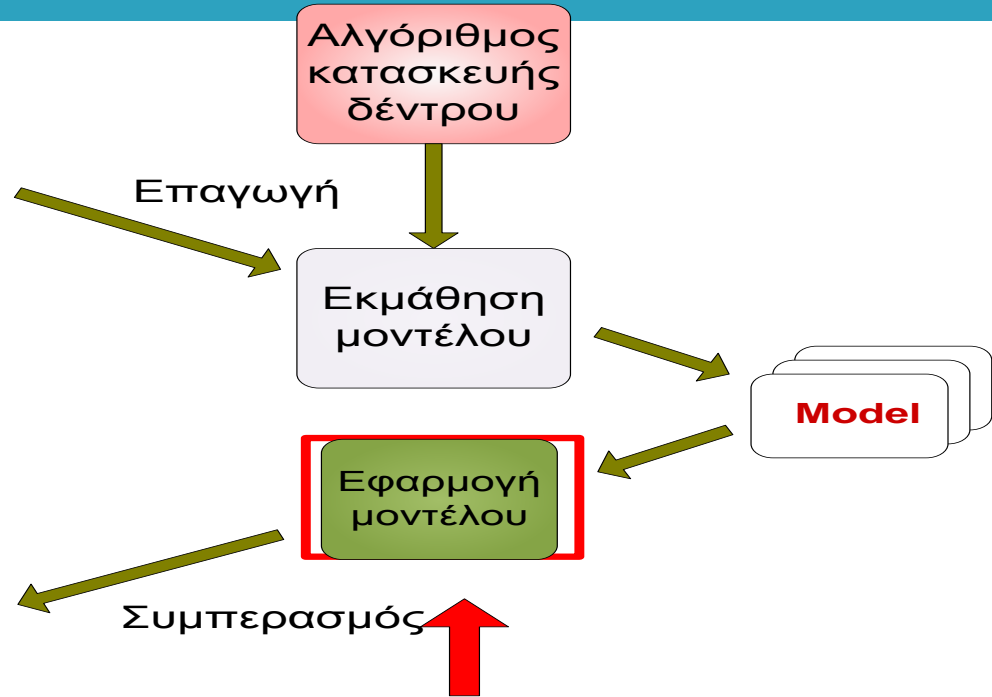 Αλγόριθμος
κατασκευής
δέντρου
Επαγωγή
Εκμάθηση
μοντέλου
Model
Εφαρμογή
μοντέλου
Συμπερασμός